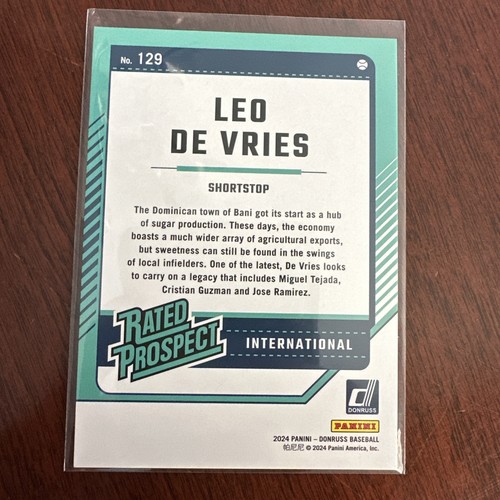 No. 129
LEO
DE VRIES
SHORTSTOP
The Dominican town of Bani got its start as a hub
of sugar production. These days, the economy
boasts a much wider array of agricultural exports,
but sweetness can still be found in the swings
of local infielders. One of the latest, De Vries looks
to carry on a legacy that includes Miguel Tejada,
Cristian Guzman and Jose Ramirez.
RATED
PROSPECT
INTERNATIONAL
DONRUSS
PANINI
2024 PANINI – DONRUSS BASEBALL
帕尼尼 © 2024 Panini America, Inc.